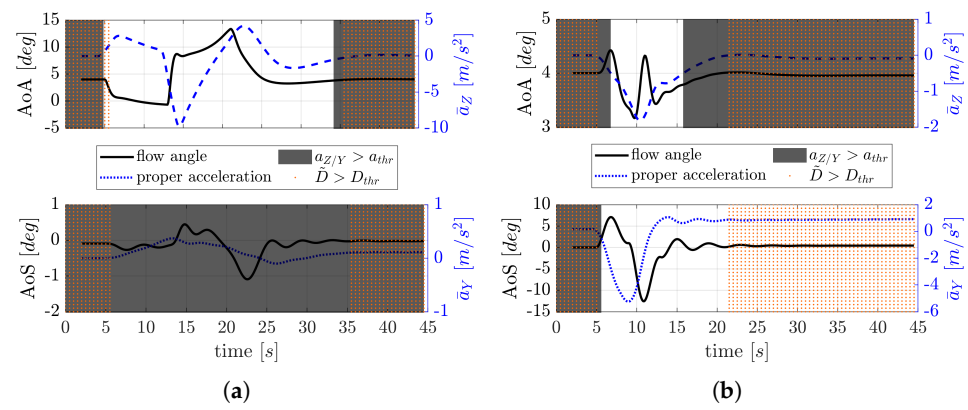 15
10
5
0
-5
AoA [deg]
5
0
-5
-10
ā_Z [m/s²]
5
4
3
AoA [deg]
1
0
-1
-2
ā_Z [m/s²]
flow angle
a_{Z/Y} > a_{thr}
proper acceleration
D̃ > D_{thr}
flow angle
a_{Z/Y} > a_{thr}
proper acceleration
D̃ > D_{thr}
1
0
-1
-2
AoS [deg]
1
0
-1
ā_Y [m/s²]
0 5 10 15 20 25 30 35 40 45
time [s]
10
5
0
-5
-10
-15
AoS [deg]
2
0
-2
-4
-6
ā_Y [m/s²]
0 5 10 15 20 25 30 35 40 45
time [s]
(a)
(b)